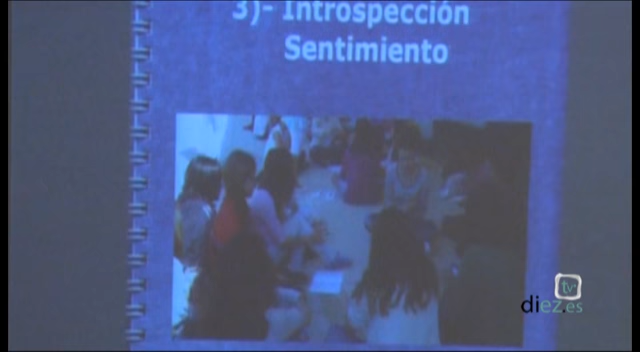 3)- Introspección
Sentimiento
tv
diez.es